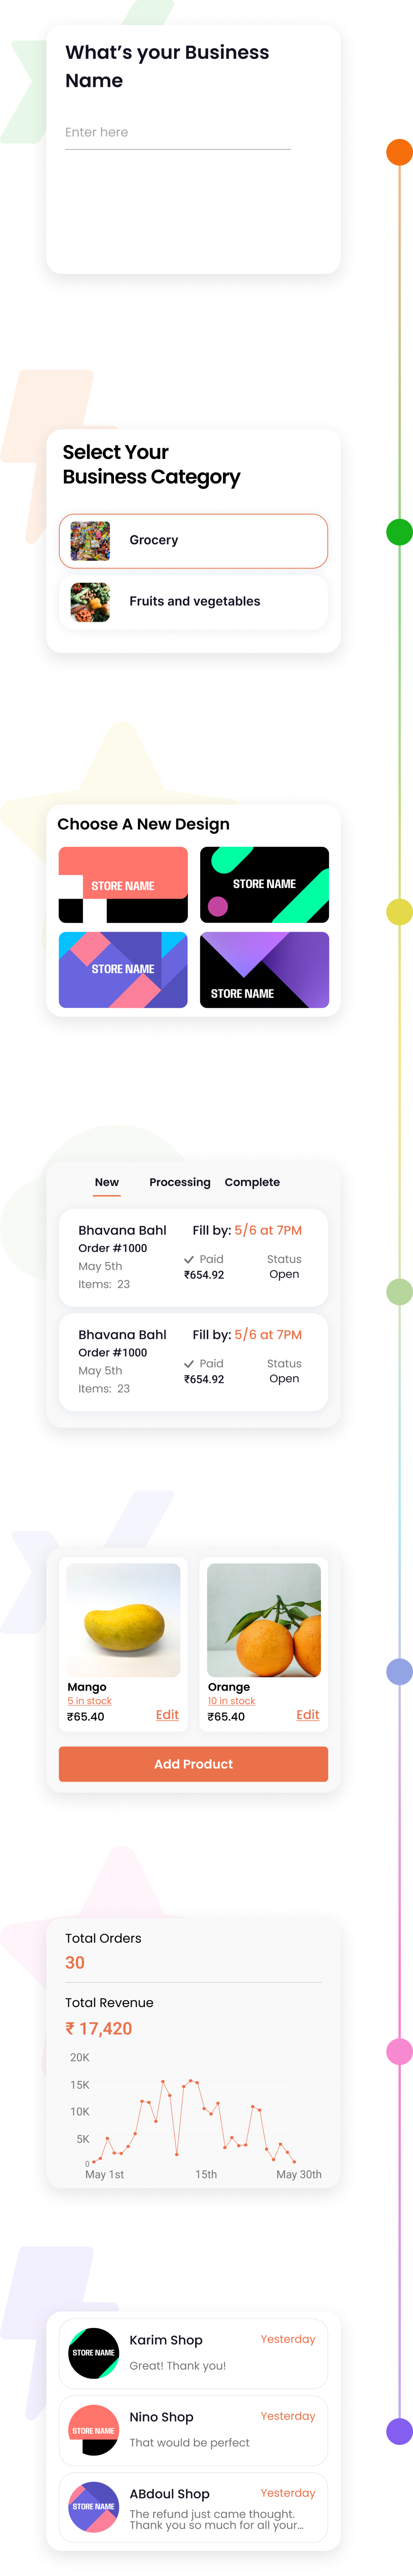 What’s your Business
Name
Enter here
Select Your
Business Category
Grocery
Fruits and vegetables
Choose A New Design
STORE NAME
STORE NAME
STORE NAME
STORE NAME
New Processing Complete
Bhavana Bahl Fill by: 5/6 at 7PM
Order #1000
May 5th Paid Status
Items: 23 ₹654.92 Open
Bhavana Bahl Fill by: 5/6 at 7PM
Order #1000
May 5th Paid Status
Items: 23 ₹654.92 Open
Mango
5 in stock
₹65.40 Edit
Orange
10 in stock
₹65.40 Edit
Add Product
Total Orders
30
Total Revenue
₹ 17,420
20K
15K
10K
5K
0
May 1st 15th May 30th
STORE NAME
Karim Shop Yesterday
Great! Thank you!
STORE NAME
Nino Shop Yesterday
That would be perfect
STORE NAME
ABdoul Shop Yesterday
The refund just came thought.
Thank you so much for all your...